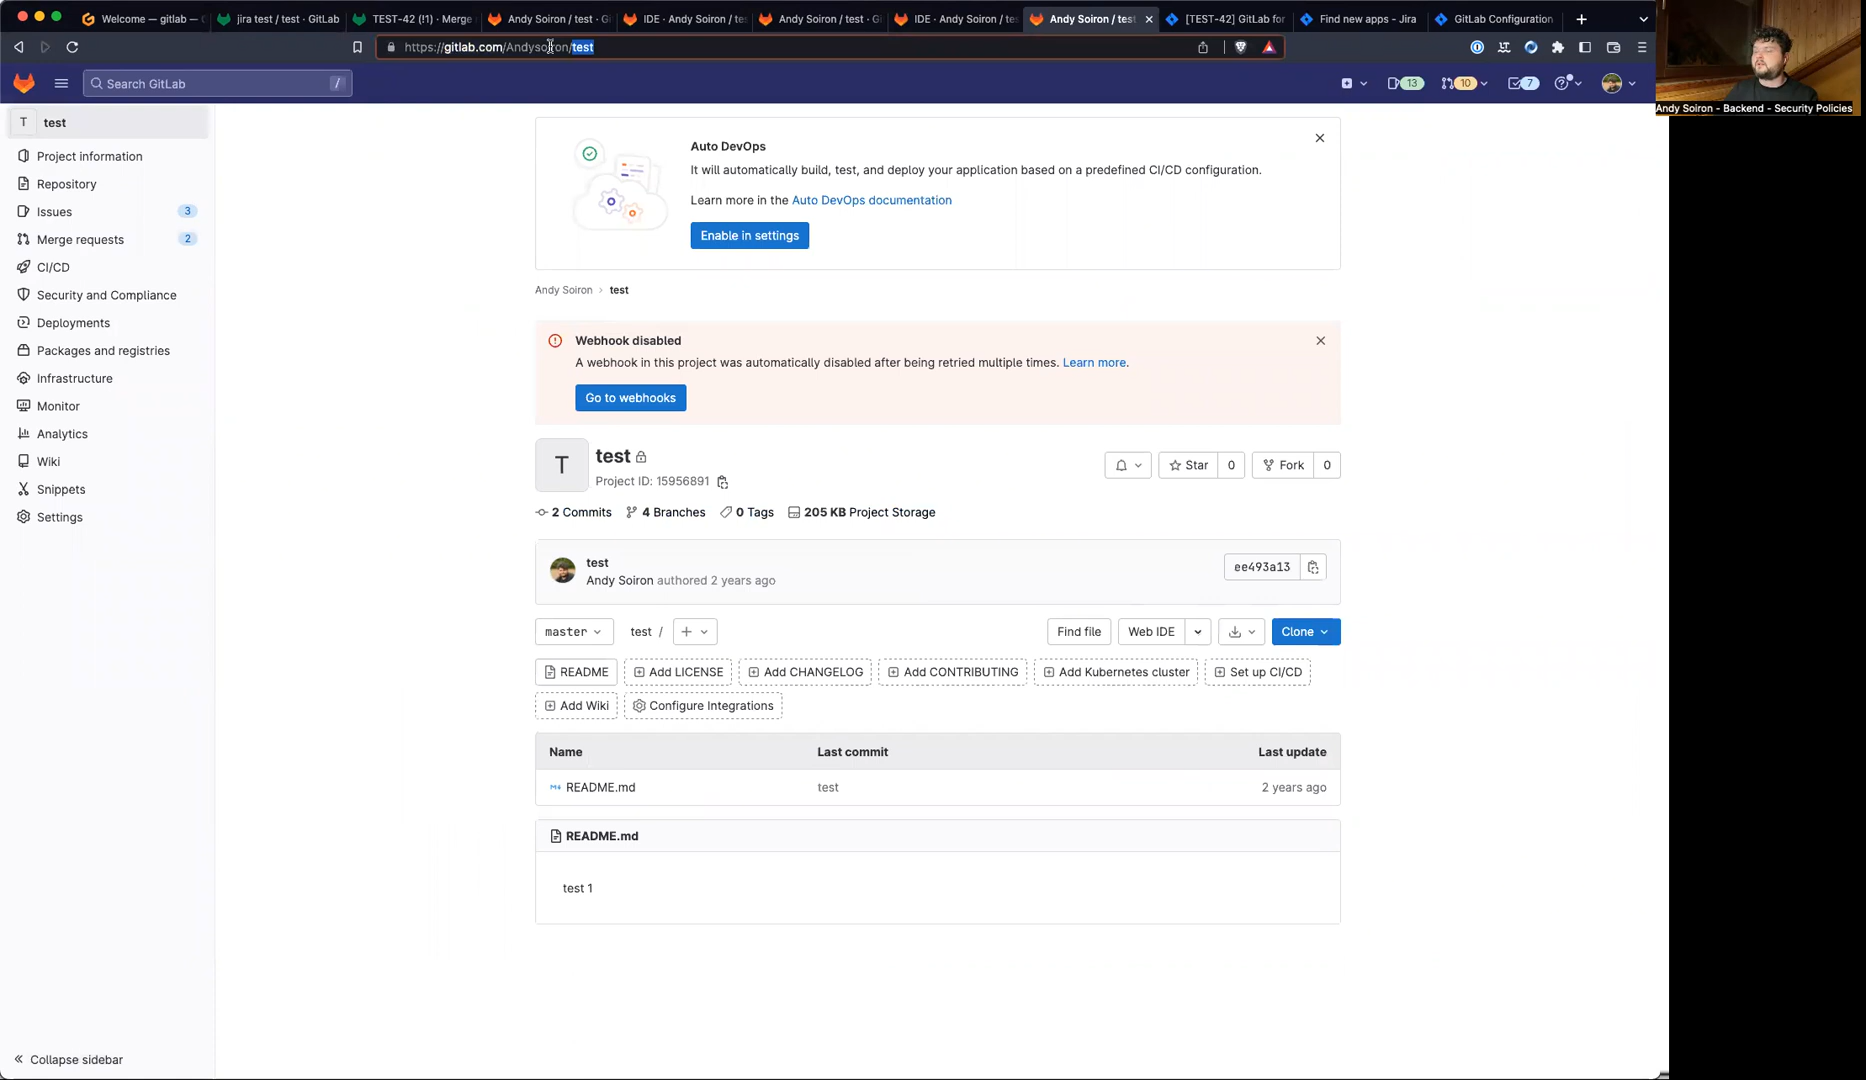 Welcome — gitlab — C
jira test / test · GitLab
TEST-42 (!1) · Merge
Andy Soiron / test · Gi
IDE · Andy Soiron / tes
Andy Soiron / test · Gi
IDE · Andy Soiron / tes
Andy Soiron / test
[TEST-42] GitLab for
Find new apps - Jira
GitLab Configuration
https://gitlab.com/Andysoiron/test
Search GitLab
/
13
10
7
Andy Soiron - Backend - Security Policies
T test
Project information
Repository
Issues 3
Merge requests 2
CI/CD
Security and Compliance
Deployments
Packages and registries
Infrastructure
Monitor
Analytics
Wiki
Snippets
Settings
Collapse sidebar
Auto DevOps
It will automatically build, test, and deploy your application based on a predefined CI/CD configuration.
Learn more in the Auto DevOps documentation
Enable in settings
Andy Soiron › test
Webhook disabled
A webhook in this project was automatically disabled after being retried multiple times. Learn more.
Go to webhooks
T
test
Project ID: 15956891
Star 0
Fork 0
2 Commits 4 Branches 0 Tags 205 KB Project Storage
test
Andy Soiron authored 2 years ago
ee493a13
master
test /
Find file
Web IDE
Clone
README
Add LICENSE
Add CHANGELOG
Add CONTRIBUTING
Add Kubernetes cluster
Set up CI/CD
Add Wiki
Configure Integrations
Name Last commit Last update
README.md test 2 years ago
README.md
test 1